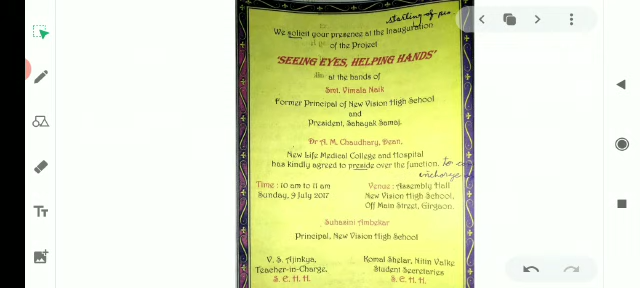 starting of
We solicit your presence at the Inauguration
of the Project
'SEEING EYES, HELPING HANDS'
at the hands of
Smt. Vimala Naik
Former Principal of New Vision High School
and
President, Sahayak Samaj.
Dr A. M. Chaudhary, Dean,
New Life Medical College and Hospital
has kindly agreed to preside over the function. to
Time : 10 am to 11 am
Sunday, 9 July 2017
Venue : Assembly Hall
New Vision High School,
Off Main Street, Girgaon.
Suhasini Ambekar
Principal, New Vision High School
V. S. Ajinkya,
Teacher-in-Charge,
S. E. H. H.
Komal Shelar, Nitin Valke
Student Secretaries
S. E. H. H.